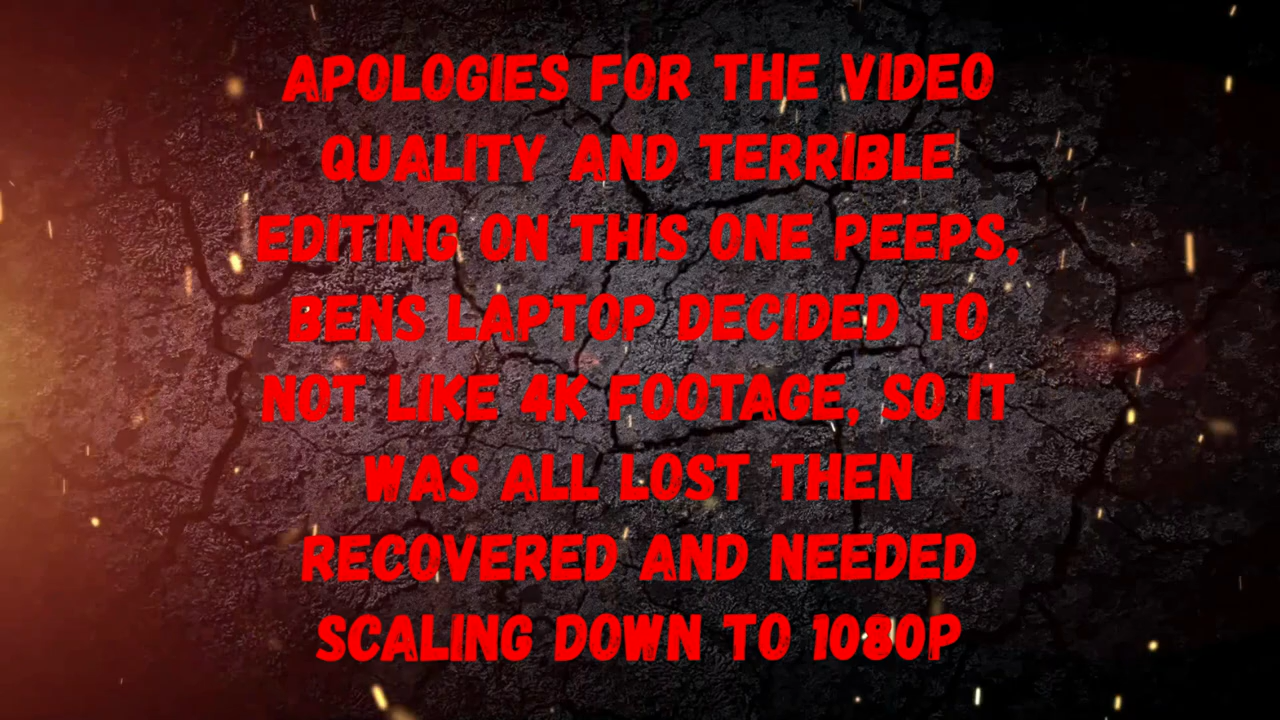 APOLOGIES FOR THE VIDEO
QUALITY AND TERRIBLE
EDITING ON THIS ONE PEEPS,
BENS LAPTOP DECIDED TO
NOT LIKE 4K FOOTAGE, SO IT
WAS ALL LOST THEN
RECOVERED AND NEEDED
SCALING DOWN TO 1080P